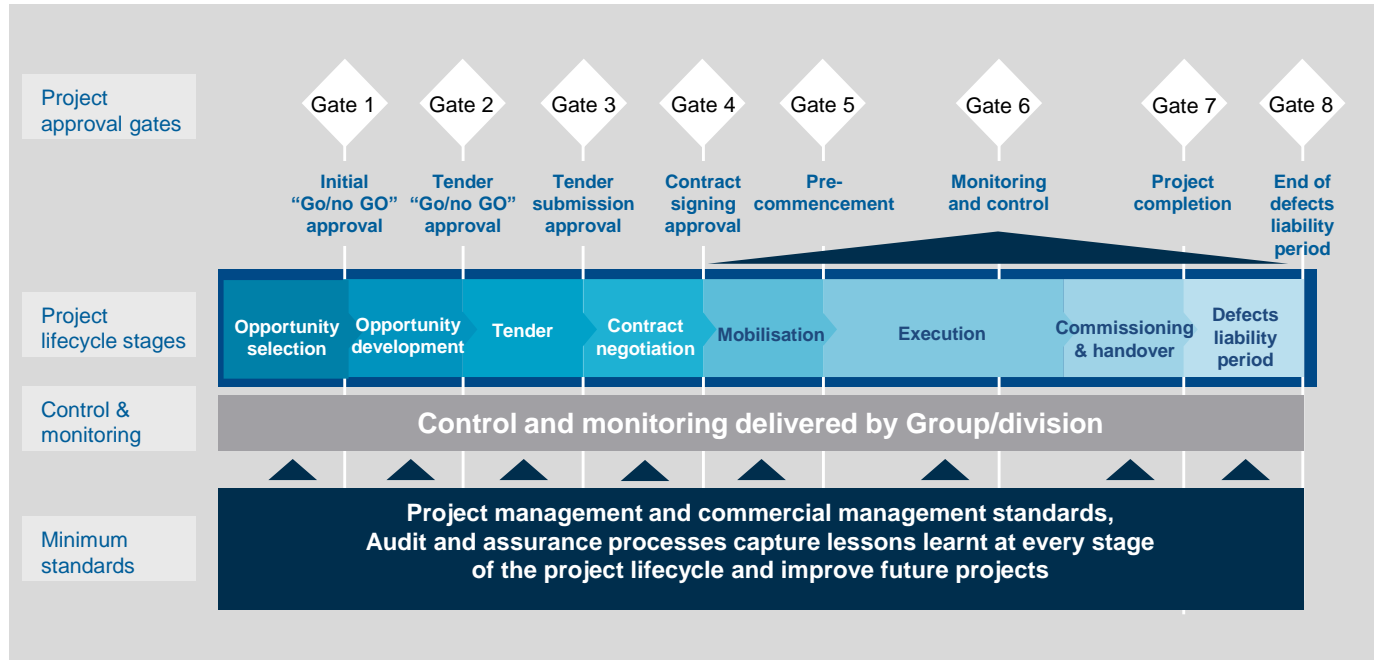 Project
approval gates
Gate 1
Gate 2
Gate 3
Gate 4
Gate 5
Gate 6
Gate 7
Gate 8
Initial
“Go/no GO”
approval
Tender
“Go/no GO”
approval
Tender
submission
approval
Contract
signing
approval
Pre-
commencement
Monitoring
and control
Project
completion
End of
defects
liability
period
Project
lifecycle stages
Opportunity
selection
Opportunity
development
Tender
Contract
negotiation
Mobilisation
Execution
Commissioning
& handover
Defects
liability
period
Control &
monitoring
Control and monitoring delivered by Group/division
Minimum
standards
Project management and commercial management standards,
Audit and assurance processes capture lessons learnt at every stage
of the project lifecycle and improve future projects